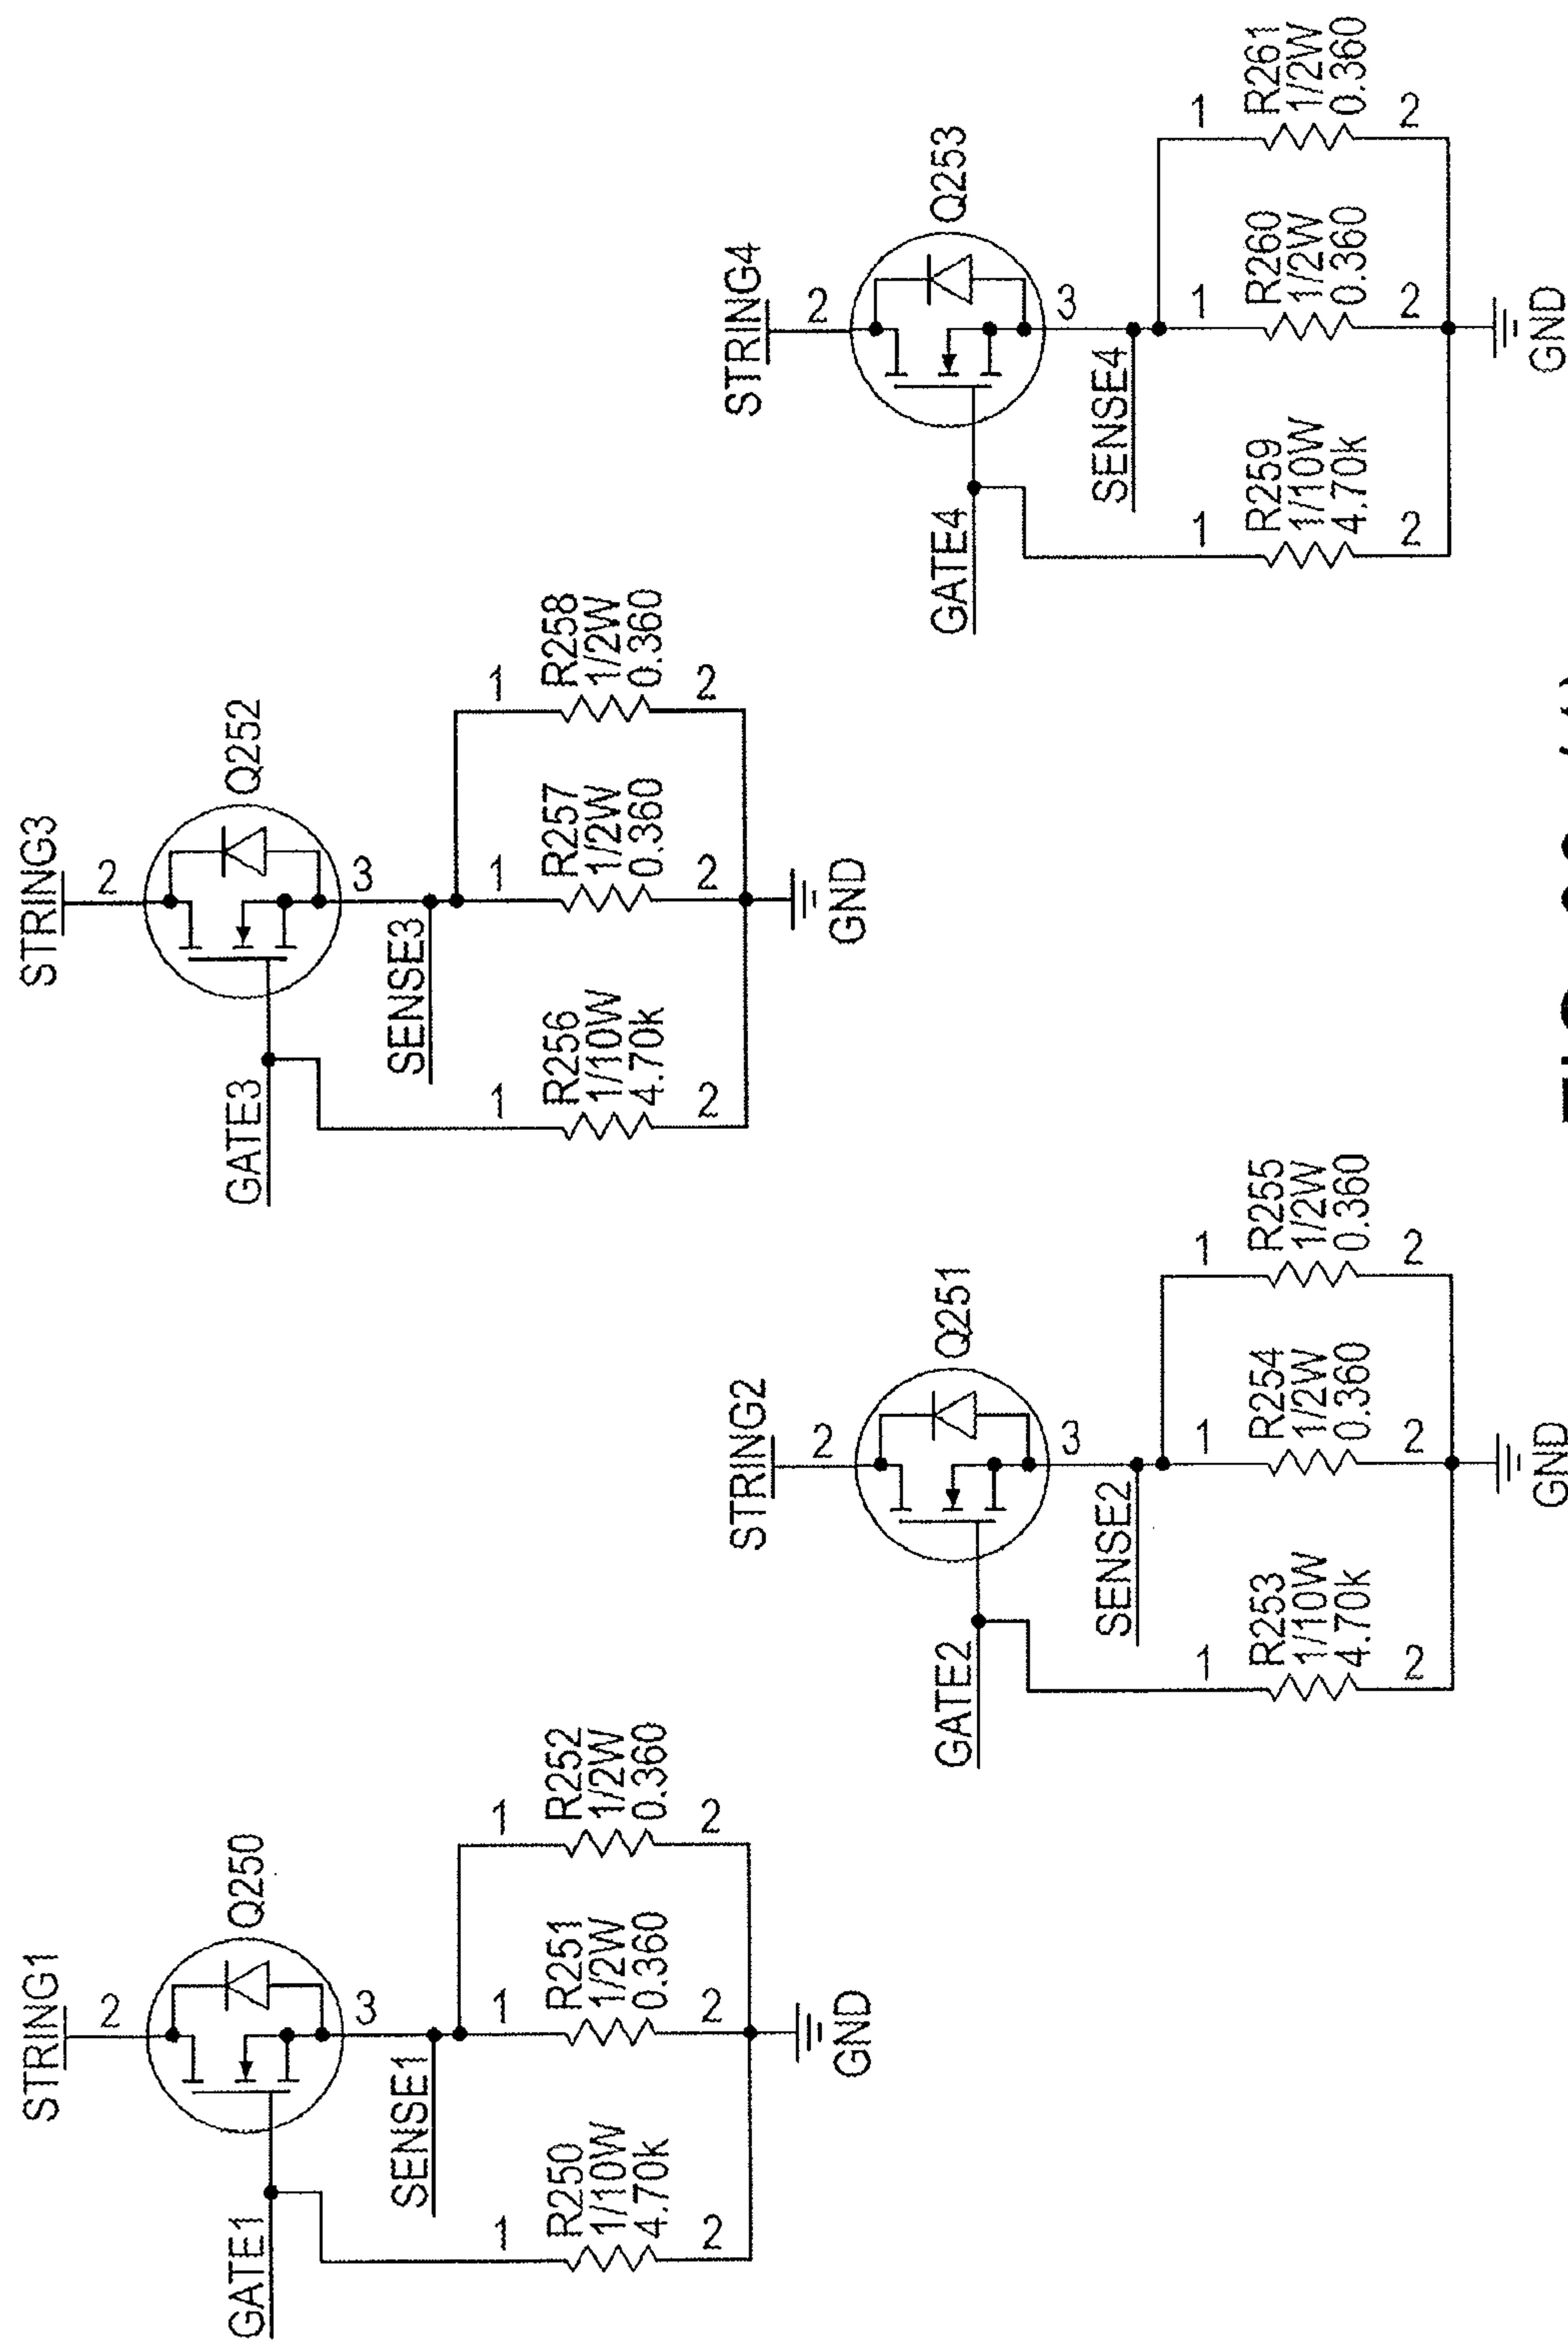 STRING1
2
Q250
GATE1
3
SENSE1
1
1
1
R250
1/10W
4.70k
R251
1/2W
0.360
R252
1/2W
0.360
2
2
2
GND
STRING2
2
Q251
GATE2
3
SENSE2
1
1
1
R253
1/10W
4.70k
R254
1/2W
0.360
R255
1/2W
0.360
2
2
2
GND
STRING3
2
Q252
GATE3
3
SENSE3
1
1
1
R256
1/10W
4.70k
R257
1/2W
0.360
R258
1/2W
0.360
2
2
2
GND
STRING4
2
Q253
GATE4
3
SENSE4
1
1
1
R259
1/10W
4.70k
R260
1/2W
0.360
R261
1/2W
0.360
2
2
2
GND